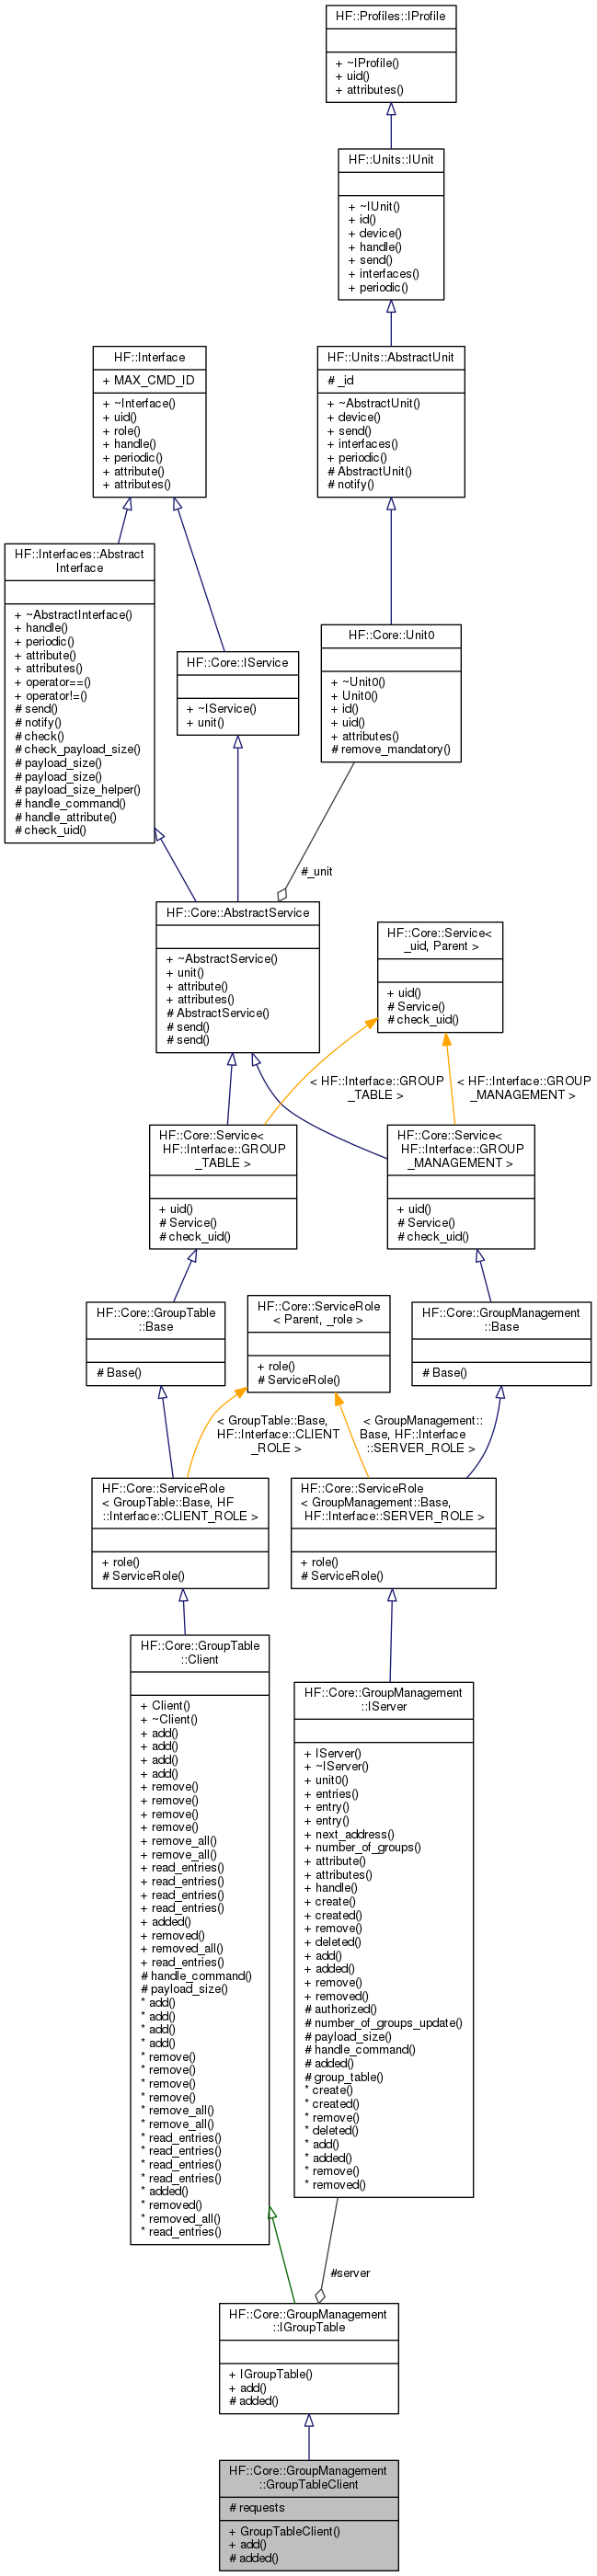 HF::Profiles::IProfile
+ ~IProfile()
+ uid()
+ attributes()
HF::Units::IUnit
+ ~IUnit()
+ id()
+ device()
+ handle()
+ send()
+ interfaces()
+ periodic()
HF::Interface
+ MAX_CMD_ID
+ ~Interface()
+ uid()
+ role()
+ handle()
+ periodic()
+ attribute()
+ attributes()
HF::Units::AbstractUnit
# _id
+ ~AbstractUnit()
+ device()
+ send()
+ interfaces()
+ periodic()
# AbstractUnit()
# notify()
HF::Interfaces::Abstract
Interface
+ ~AbstractInterface()
+ handle()
+ periodic()
+ attribute()
+ attributes()
+ operator==()
+ operator!=()
# send()
# notify()
# check()
# check_payload_size()
# payload_size()
# payload_size()
# payload_size_helper()
# handle_command()
# handle_attribute()
# check_uid()
HF::Core::IService
+ ~IService()
+ unit()
HF::Core::Unit0
+ ~Unit0()
+ Unit0()
+ id()
+ uid()
+ attributes()
# remove_mandatory()
#_unit
HF::Core::AbstractService
+ ~AbstractService()
+ unit()
+ attribute()
+ attributes()
# AbstractService()
# send()
# send()
HF::Core::Service<
_uid, Parent >
+ uid()
# Service()
# check_uid()
< HF::Interface::GROUP
_TABLE >
< HF::Interface::GROUP
_MANAGEMENT >
HF::Core::Service<
HF::Interface::GROUP
_TABLE >
+ uid()
# Service()
# check_uid()
HF::Core::Service<
HF::Interface::GROUP
_MANAGEMENT >
+ uid()
# Service()
# check_uid()
HF::Core::GroupTable
::Base
# Base()
HF::Core::ServiceRole
< Parent, _role >
+ role()
# ServiceRole()
HF::Core::GroupManagement
::Base
# Base()
< GroupTable::Base,
HF::Interface::CLIENT
_ROLE >
< GroupManagement::
Base, HF::Interface
::SERVER_ROLE >
HF::Core::ServiceRole
< GroupTable::Base, HF
::Interface::CLIENT_ROLE >
+ role()
# ServiceRole()
HF::Core::ServiceRole
< GroupManagement::Base,
HF::Interface::SERVER_ROLE >
+ role()
# ServiceRole()
HF::Core::GroupTable
::Client
+ Client()
+ ~Client()
+ add()
+ add()
+ add()
+ add()
+ remove()
+ remove()
+ remove()
+ remove()
+ remove_all()
+ remove_all()
+ read_entries()
+ read_entries()
+ read_entries()
+ read_entries()
+ added()
+ removed()
+ removed_all()
+ read_entries()
# handle_command()
# payload_size()
* add()
* add()
* add()
* add()
* remove()
* remove()
* remove()
* remove()
* remove_all()
* remove_all()
* read_entries()
* read_entries()
* read_entries()
* read_entries()
* added()
* removed()
* removed_all()
* read_entries()
HF::Core::GroupManagement
::IServer
+ IServer()
+ ~IServer()
+ unit0()
+ entries()
+ entry()
+ entry()
+ next_address()
+ number_of_groups()
+ attribute()
+ attributes()
+ handle()
+ create()
+ created()
+ remove()
+ deleted()
+ add()
+ added()
+ remove()
+ removed()
# authorized()
# number_of_groups_update()
# payload_size()
# handle_command()
# added()
# group_table()
* create()
* created()
* remove()
* deleted()
* add()
* added()
* remove()
* removed()
#server
HF::Core::GroupManagement
::IGroupTable
+ IGroupTable()
+ add()
# added()
HF::Core::GroupManagement
::GroupTableClient
# requests
+ GroupTableClient()
+ add()
# added()